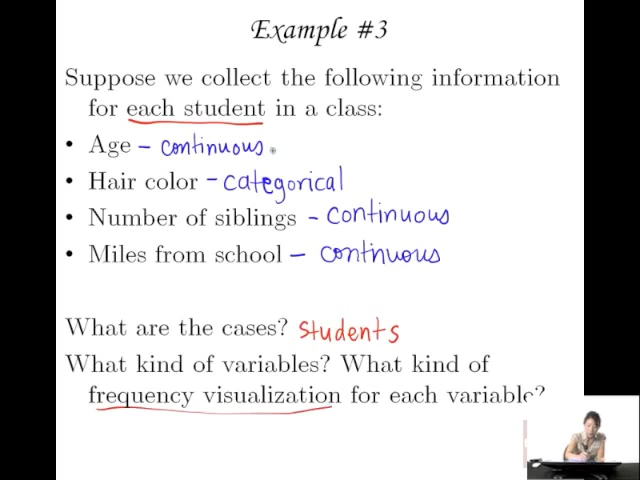 Example #3
Suppose we collect the following information
for each student in a class:
• Age - continuous
• Hair color - categorical
• Number of siblings - continuous
• Miles from school - continuous
What are the cases? students
What kind of variables? What kind of
frequency visualization for each variable?